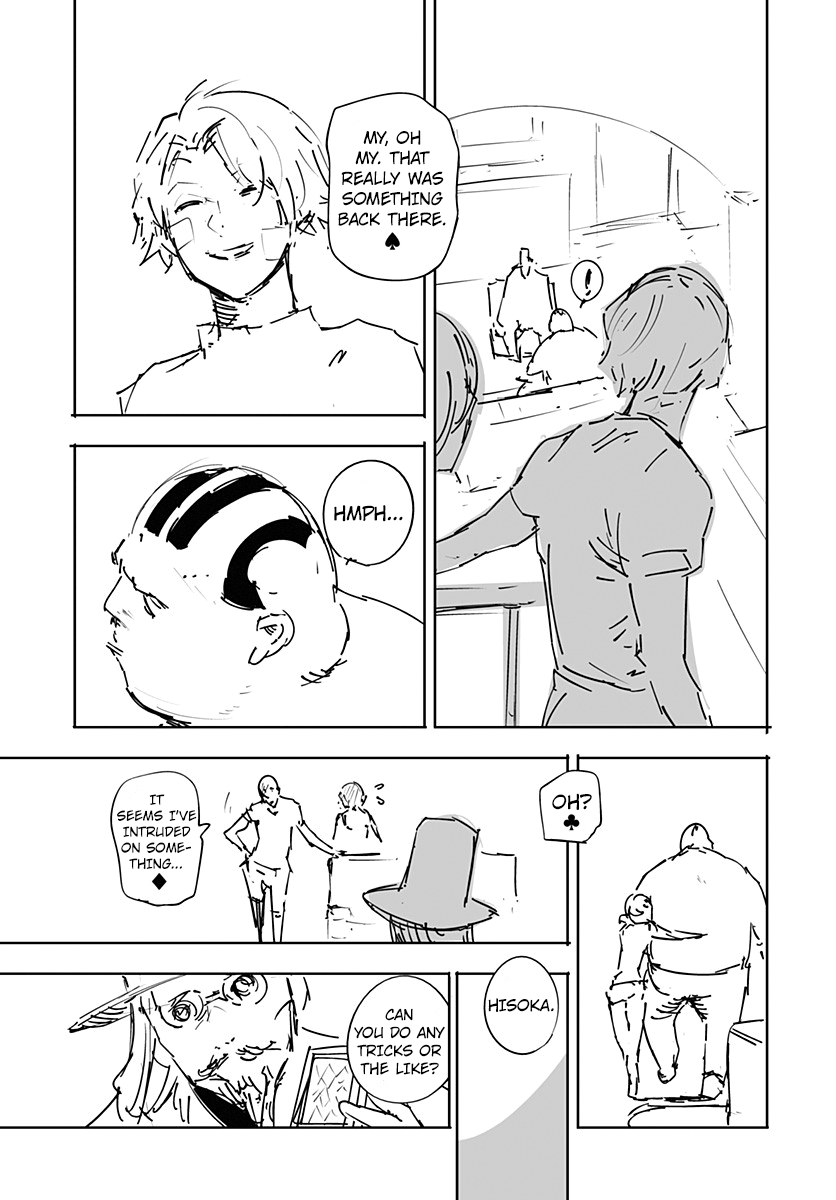 !
MY, OH
MY. THAT
REALLY WAS
SOMETHING
BACK THERE.
♠
HMPH...
OH?
♣
IT
SEEMS I'VE
INTRUDED
ON SOME-
THING...
♦
HISOKA.
CAN
YOU DO ANY
TRICKS OR
THE LIKE?